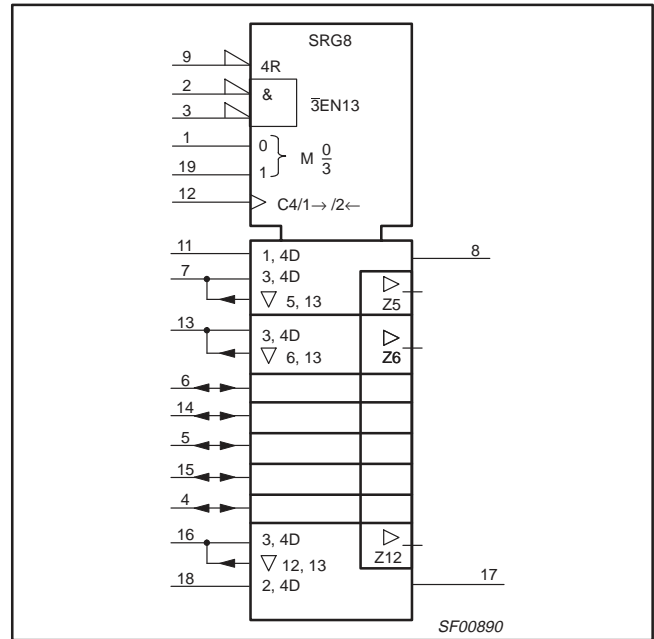 SRG8
9 4R
2 &
3̅EN13
3
1 0
M 0/3
19 1
12 C4/1→ /2←
11 1, 4D 8
7 3, 4D
▽ 5, 13 Z5
13 3, 4D
▽ 6, 13 Z6
6
14
5
15
4
16 3, 4D
▽ 12, 13 Z12
18 2, 4D 17
SF00890